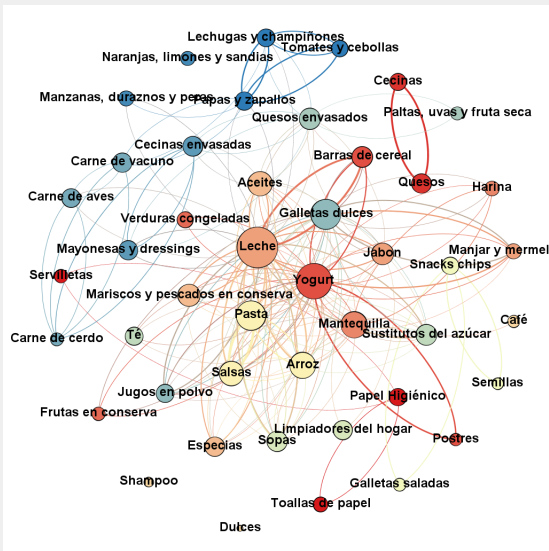 Lechugas y champiñones
Tomates y cebollas
Naranjas, limones y sandias
Cecinas
Manzanas, duraznos y peras
Papas y zapallos
Paltas, uvas y fruta seca
Quesos envasados
Cecinas envasadas
Barras de cereal
Carne de vacuno
Aceites
Quesos
Harina
Carne de aves
Galletas dulces
Verduras congeladas
Mayonesas y dressings
Leche
Jabon
Manjar y mermel
Snacks chips
Servilletas
Yogurt
Mariscos y pescados en conserva
Pasta
Mantequilla
Café
Carne de cerdo
Té
Sustitutos del azúcar
Salsas
Arroz
Semillas
Jugos en polvo
Papel Higiénico
Frutas en conserva
Limpiadores del hogar
Especias
Sopas
Postres
Shampoo
Galletas saladas
Toallas de papel
Dulces